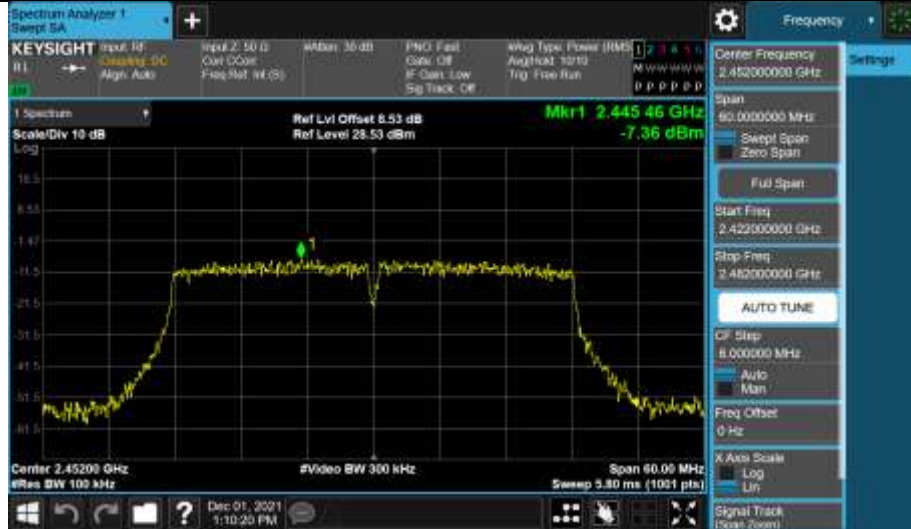 Spectrum Analyzer 1
Swept SA
+
Frequency
KEYSIGHT
Input: RF
Coupling: DC
Align: Auto
Input Z: 50 Ω
Corr CCorr
Freq Ref: Int (S)
#Atten: 30 dB
PNO: Fast
Gate: Off
IF Gain: Low
Sig Track: Off
#Avg Type: Power (RMS)
Avg|Hold: 10/10
Trig: Free Run
1 2 3 4 5 6
M W W W W W
P P P P P P
1 Spectrum
Scale/Div 10 dB
Log
Ref Lvl Offset 8.53 dB
Ref Level 28.53 dBm
Mkr1 2.445 46 GHz
-7.36 dBm
18.5
8.53
-1.47
-11.5
-21.5
-31.5
-41.5
-51.5
-61.5
1
Center 2.45200 GHz
#Res BW 100 kHz
#Video BW 300 kHz
Span 60.00 MHz
Sweep 5.80 ms (1001 pts)
Dec 01, 2021
1:10:20 PM
Center Frequency
2.452000000 GHz
Settings
Span
60.0000000 MHz
Swept Span
Zero Span
Full Span
Start Freq
2.422000000 GHz
Stop Freq
2.482000000 GHz
AUTO TUNE
CF Step
6.000000 MHz
Auto
Man
Freq Offset
0 Hz
X Axis Scale
Log
Lin
Signal Track
(Span Zoom)